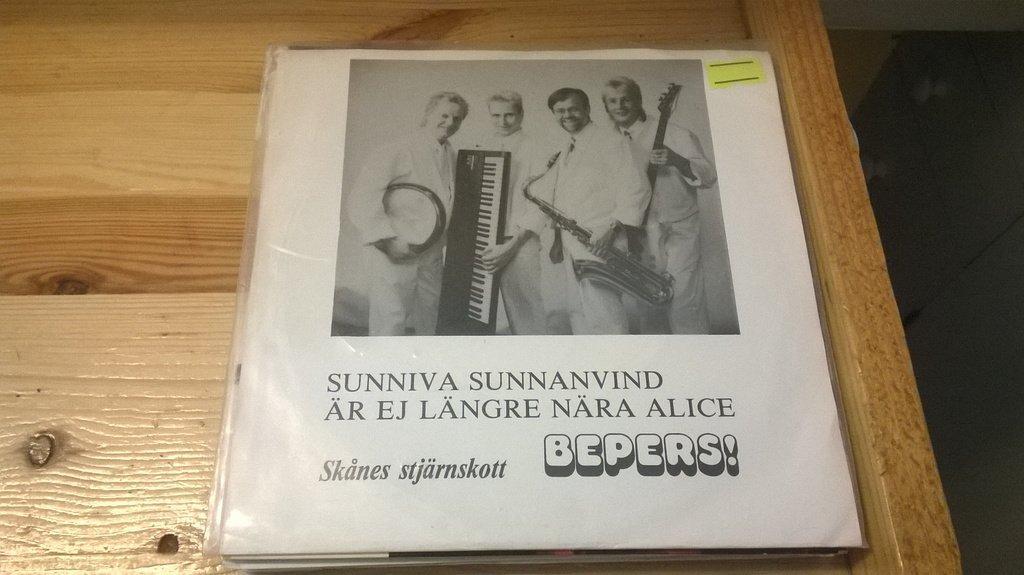 SUNNIVA SUNNANVIND
ÄR EJ LÄNGRE NÄRA ALICE
Skånes stjärnskott BEPERS!